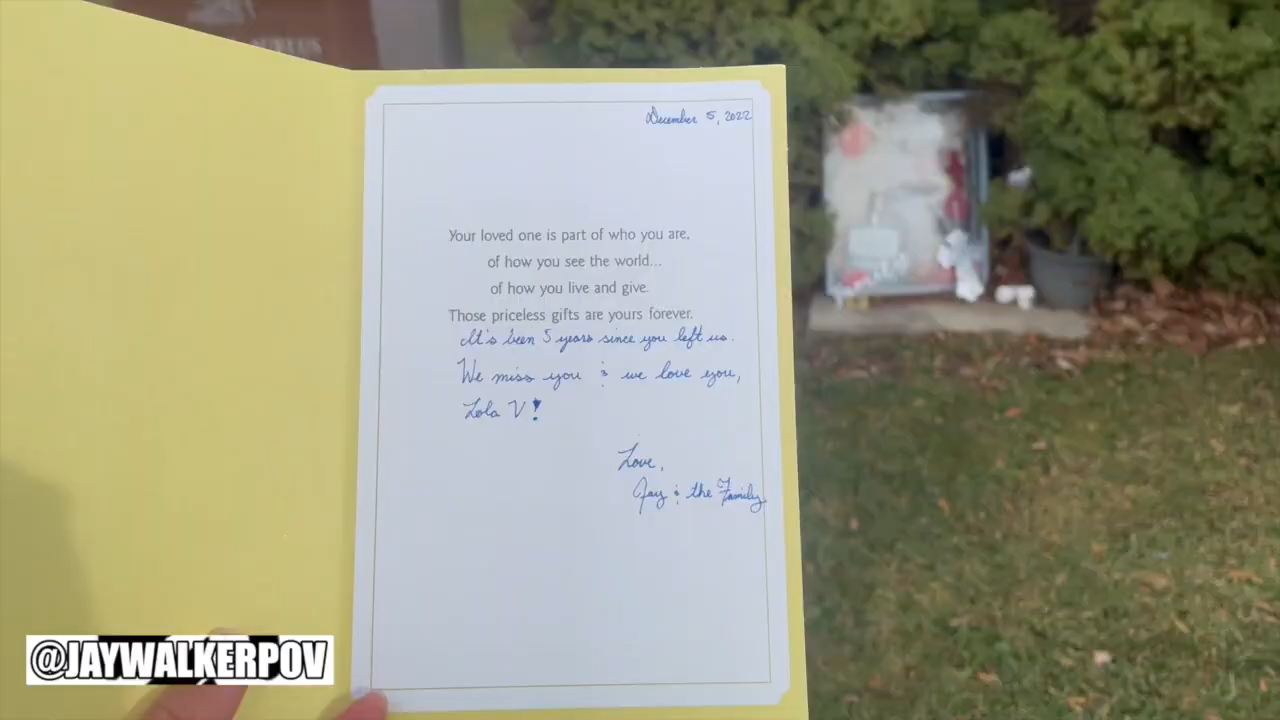 December 5, 2022
Your loved one is part of who you are,
of how you see the world...
of how you live and give.
Those priceless gifts are yours forever.
It's been 5 years since you left us.
We miss you & we love you,
Lola V!
Love,
Jay & the Family
@JAYWALKERPOV